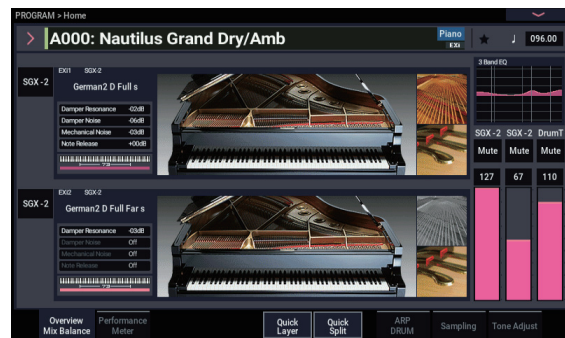 PROGRAM > Home
A000: Nautilus Grand Dry/Amb
Piano
EXi
096.00
3 Band EQ
EXI1 SGX-2
SGX-2
German2 D Full s
Damper Resonance -02dB
Damper Noise -06dB
Mechanical Noise -03dB
Note Release +00dB
73
SGX-2 SGX-2 DrumT
Mute Mute Mute
127 67 110
EXI2 SGX-2
SGX-2
German2 D Full Far s
Damper Resonance -03dB
Damper Noise Off
Mechanical Noise Off
Note Release Off
73
Overview
Mix Balance
Performance
Meter
Quick
Layer
Quick
Split
ARP
DRUM
Sampling
Tone Adjust